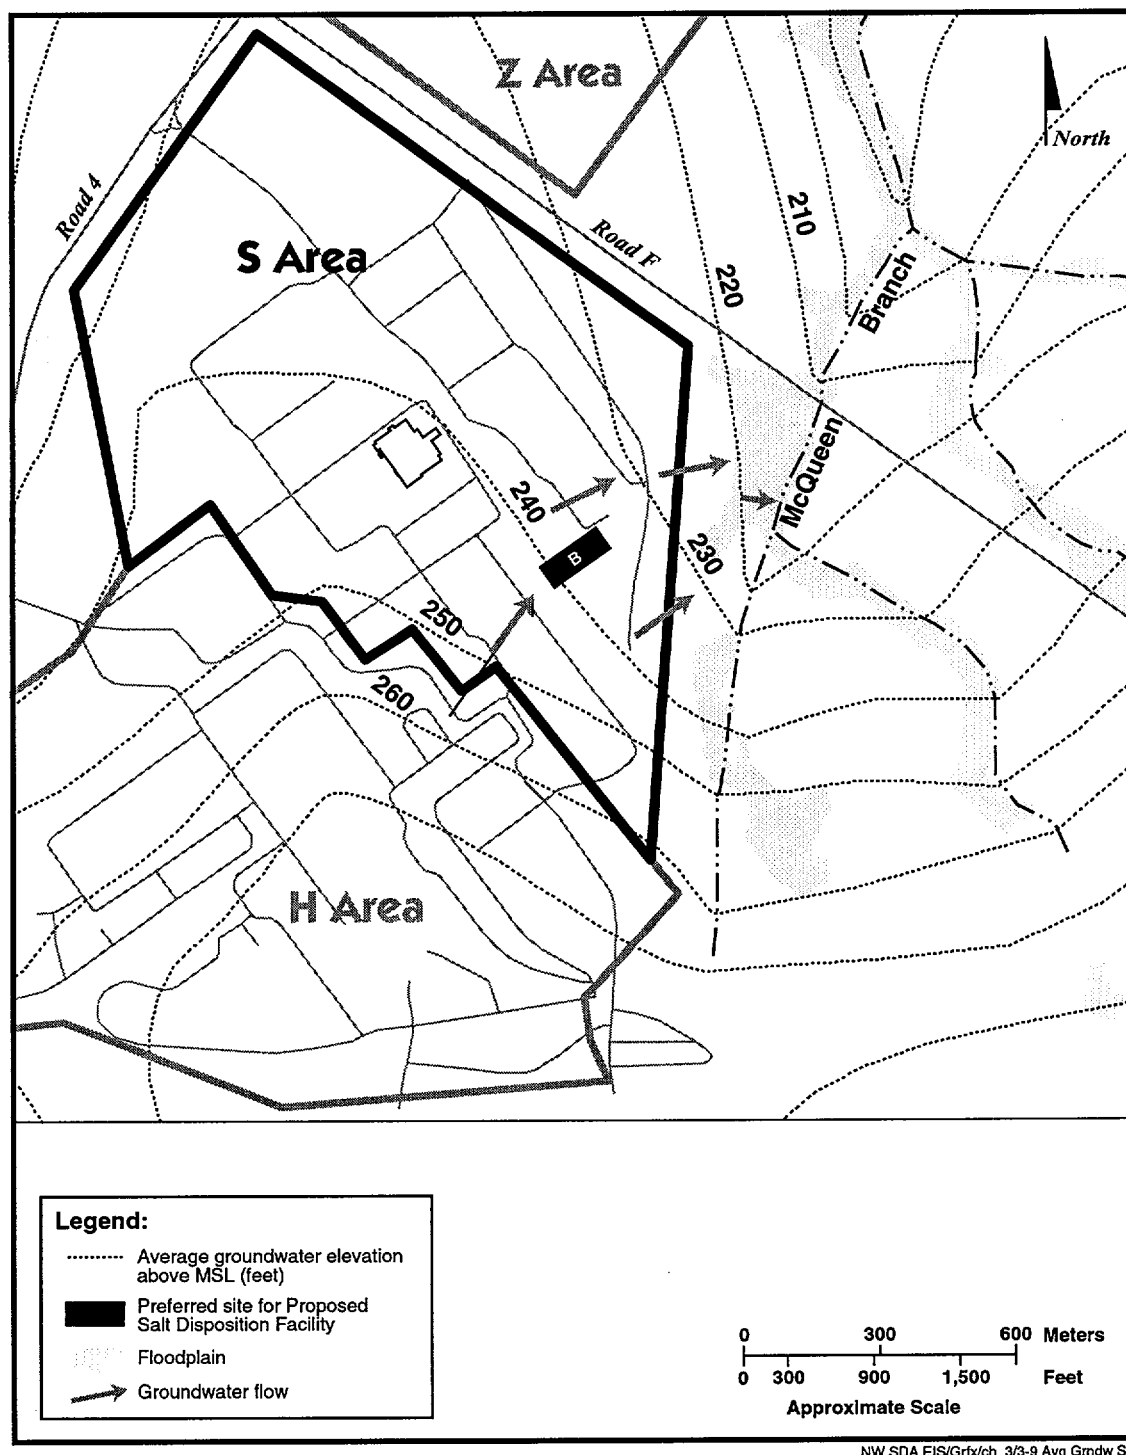 Z Area
North
Road 4
210
Road F
S Area
220
Branch
McQueen
240
230
B
250
260
H Area
Legend:
Average groundwater elevation
above MSL (feet)
Preferred site for Proposed
Salt Disposition Facility
Floodplain
Groundwater flow
0 300 600 Meters
0 300 900 1,500 Feet
Approximate Scale
NW SDA EIS/Grfx/ch_3/3-9 Avg Grndw S